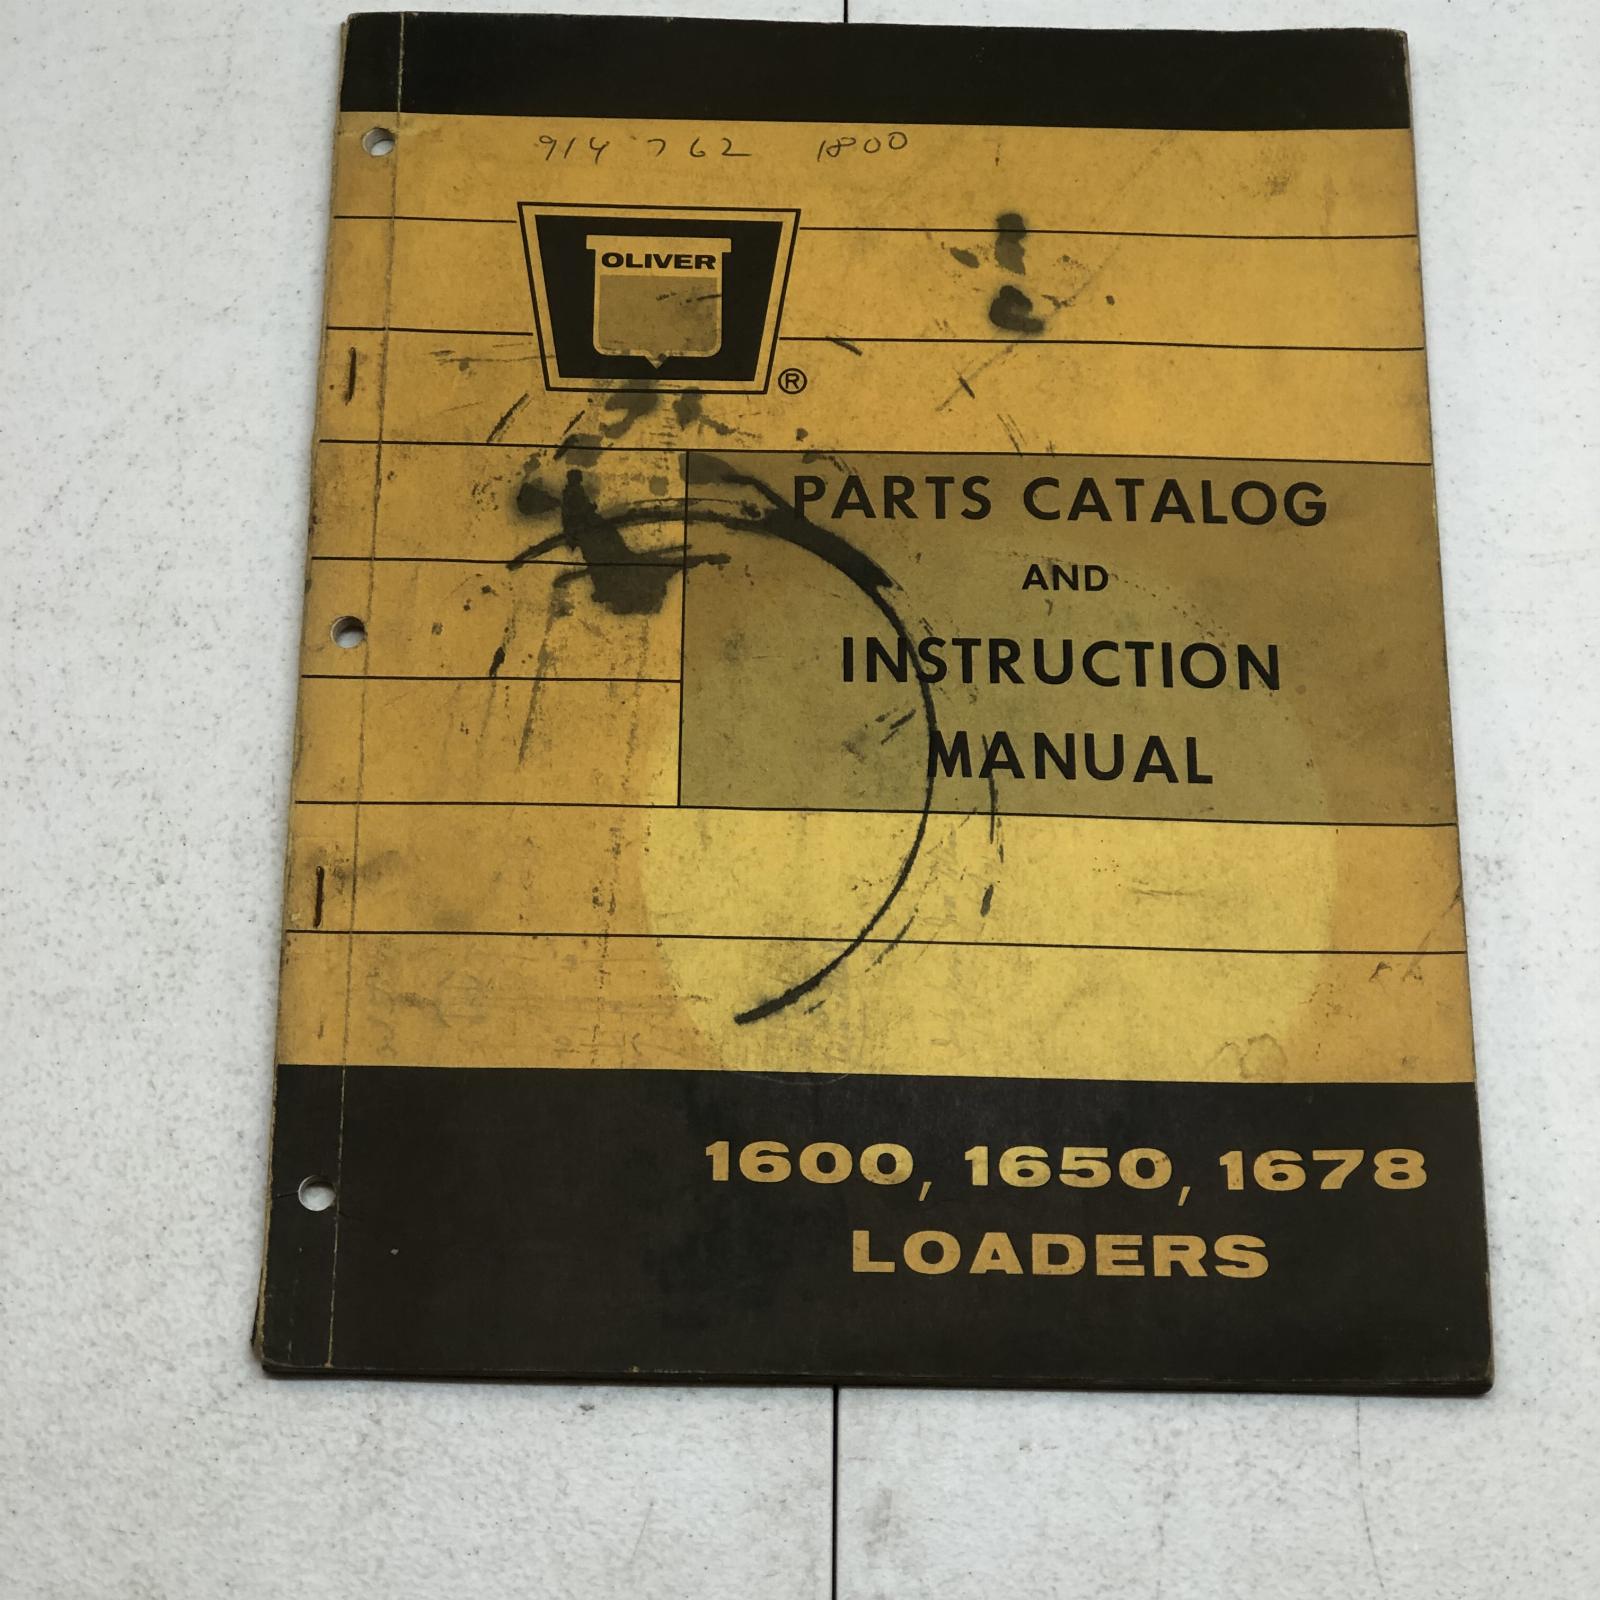 914 762 1800
OLIVER
®
PARTS CATALOG
AND
INSTRUCTION
MANUAL
1600, 1650, 1678
LOADERS